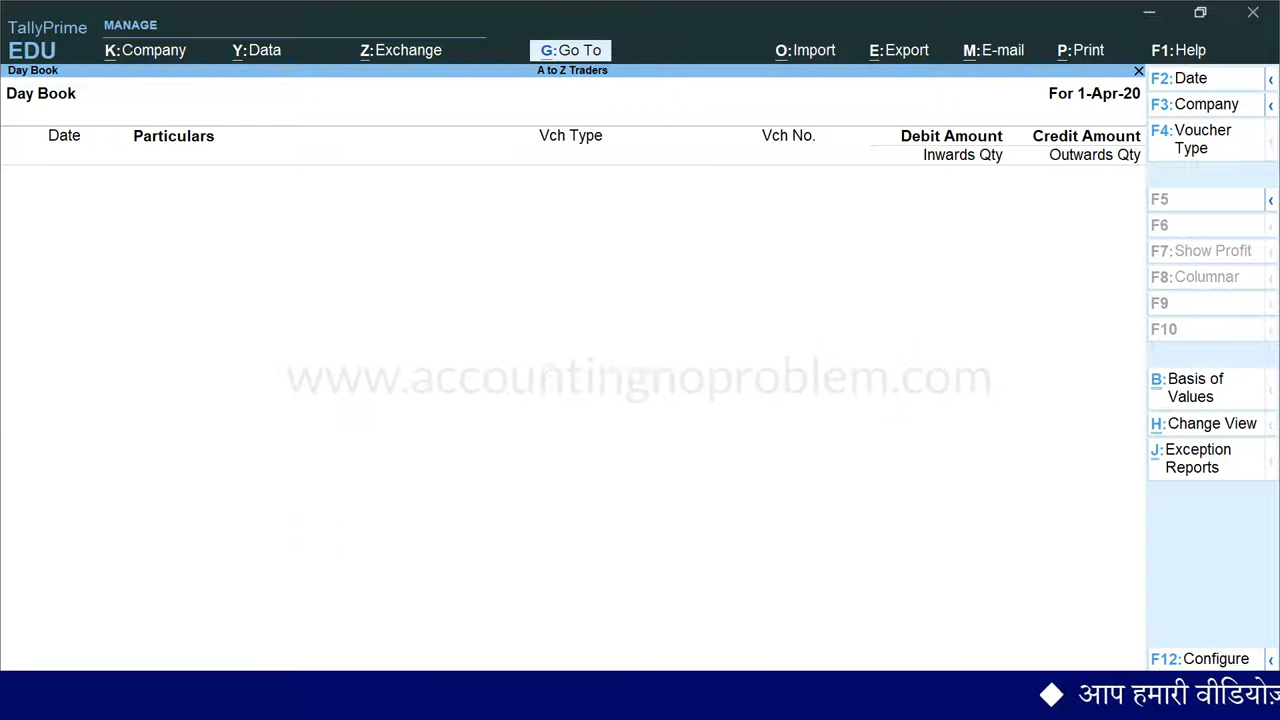 TallyPrime
EDU
MANAGE
K:Company Y:Data Z:Exchange G:Go To O:Import E:Export M:E-mail P:Print F1:Help
Day Book A to Z Traders
Day Book For 1-Apr-20
Date Particulars Vch Type Vch No. Debit Amount Credit Amount
Inwards Qty Outwards Qty
F2:Date
F3:Company
F4:Voucher
Type
F5
F6
F7:Show Profit
F8:Columnar
F9
F10
B:Basis of
Values
H:Change View
J:Exception
Reports
F12:Configure
www.accountingnoproblem.com
◆ आप हमारी वीडियोज़